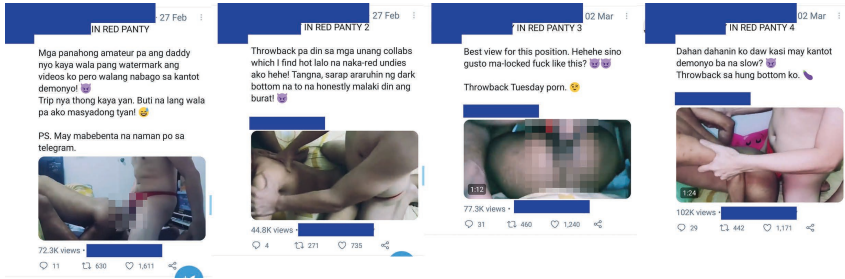 27 Feb
IN RED PANTY
Mga panahong amateur pa ang daddy
nyo kaya wala pang watermark ang
videos ko pero walang nabago sa kantot
demonyo! 😈
Trip nya thong kaya yan. Buti na lang wala
pa ako masyadong tyan! 😅
PS. May mabebenta na naman po sa
telegram.
72.3K views •
11 630 1,611
27 Feb
IN RED PANTY 2
Throwback pa din sa mga unang collabs
which I find hot lalo na naka-red undies
ako hehe! Tangna, sarap araruhin ng dark
bottom na to na honestly malaki din ang
burat! 😈
44.8K views •
4 271 735
02 Mar
IN RED PANTY 3
Best view for this position. Hehehe sino
gusto ma-locked fuck like this? 😈😈
Throwback Tuesday porn. 😉
1:12
77.3K views •
31 460 1,240
02 Mar
IN RED PANTY 4
Dahan dahanin ko daw kasi may kantot
demonyo ba na slow? 😈
Throwback sa hung bottom ko. 🍆
1:24
102K views •
29 442 1,171